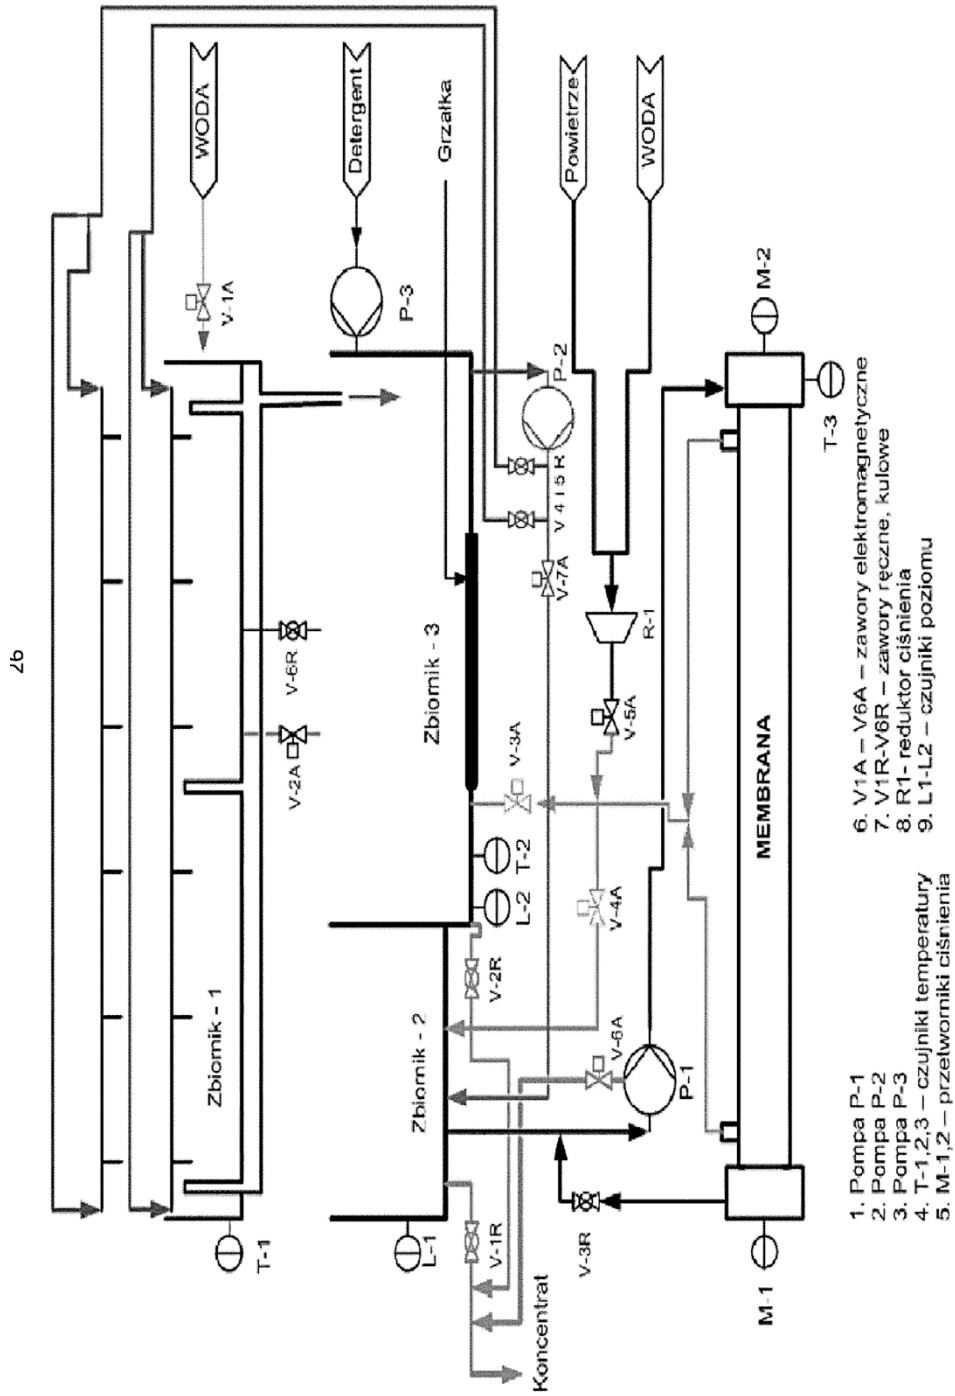 26
WODA
Detergent
Grzałka
Powietrze
WODA
V-1A
P-3
P-2
M-2
T-3
V 4 i 5 R
V-7A
R-1
V-6R
V-2A
Zbiornik - 3
V-3A
V-5A
T-2
L-2
V-4A
V-2R
MEMBRANA
Zbiornik - 1
Zbiornik - 2
V-6A
P-1
T-1
L-1
V-1R
V-3R
M-1
Koncentrat
1. Pompa P-1
2. Pompa P-2
3. Pompa P-3
4. T-1,2,3 – czujniki temperatury
5. M-1,2 – przetworniki ciśnienia
6. V1A – V6A – zawory elektromagnetyczne
7. V1R-V6R – zawory ręczne, kulowe
8. R1- reduktor ciśnienia
9. L1-L2 – czujniki poziomu